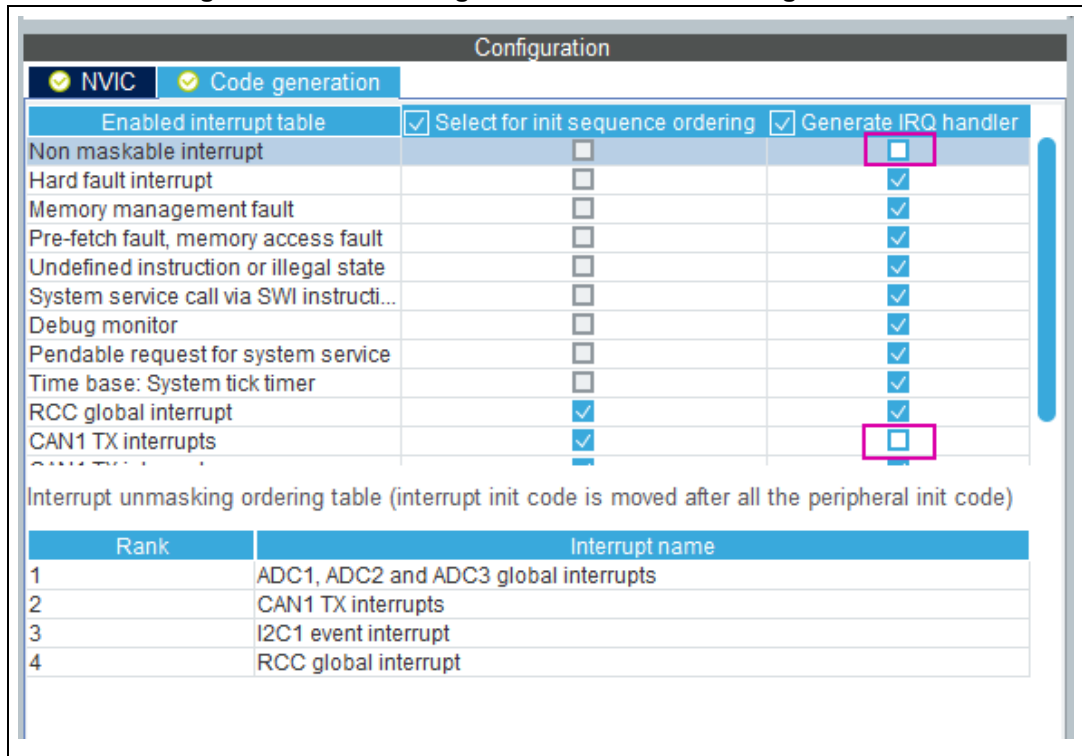 Configuration
NVIC Code generation
Enabled interrupt table Select for init sequence ordering Generate IRQ handler
Non maskable interrupt
Hard fault interrupt
Memory management fault
Pre-fetch fault, memory access fault
Undefined instruction or illegal state
System service call via SWI instructi...
Debug monitor
Pendable request for system service
Time base: System tick timer
RCC global interrupt
CAN1 TX interrupts
Interrupt unmasking ordering table (interrupt init code is moved after all the peripheral init code)
Rank Interrupt name
1 ADC1, ADC2 and ADC3 global interrupts
2 CAN1 TX interrupts
3 I2C1 event interrupt
4 RCC global interrupt